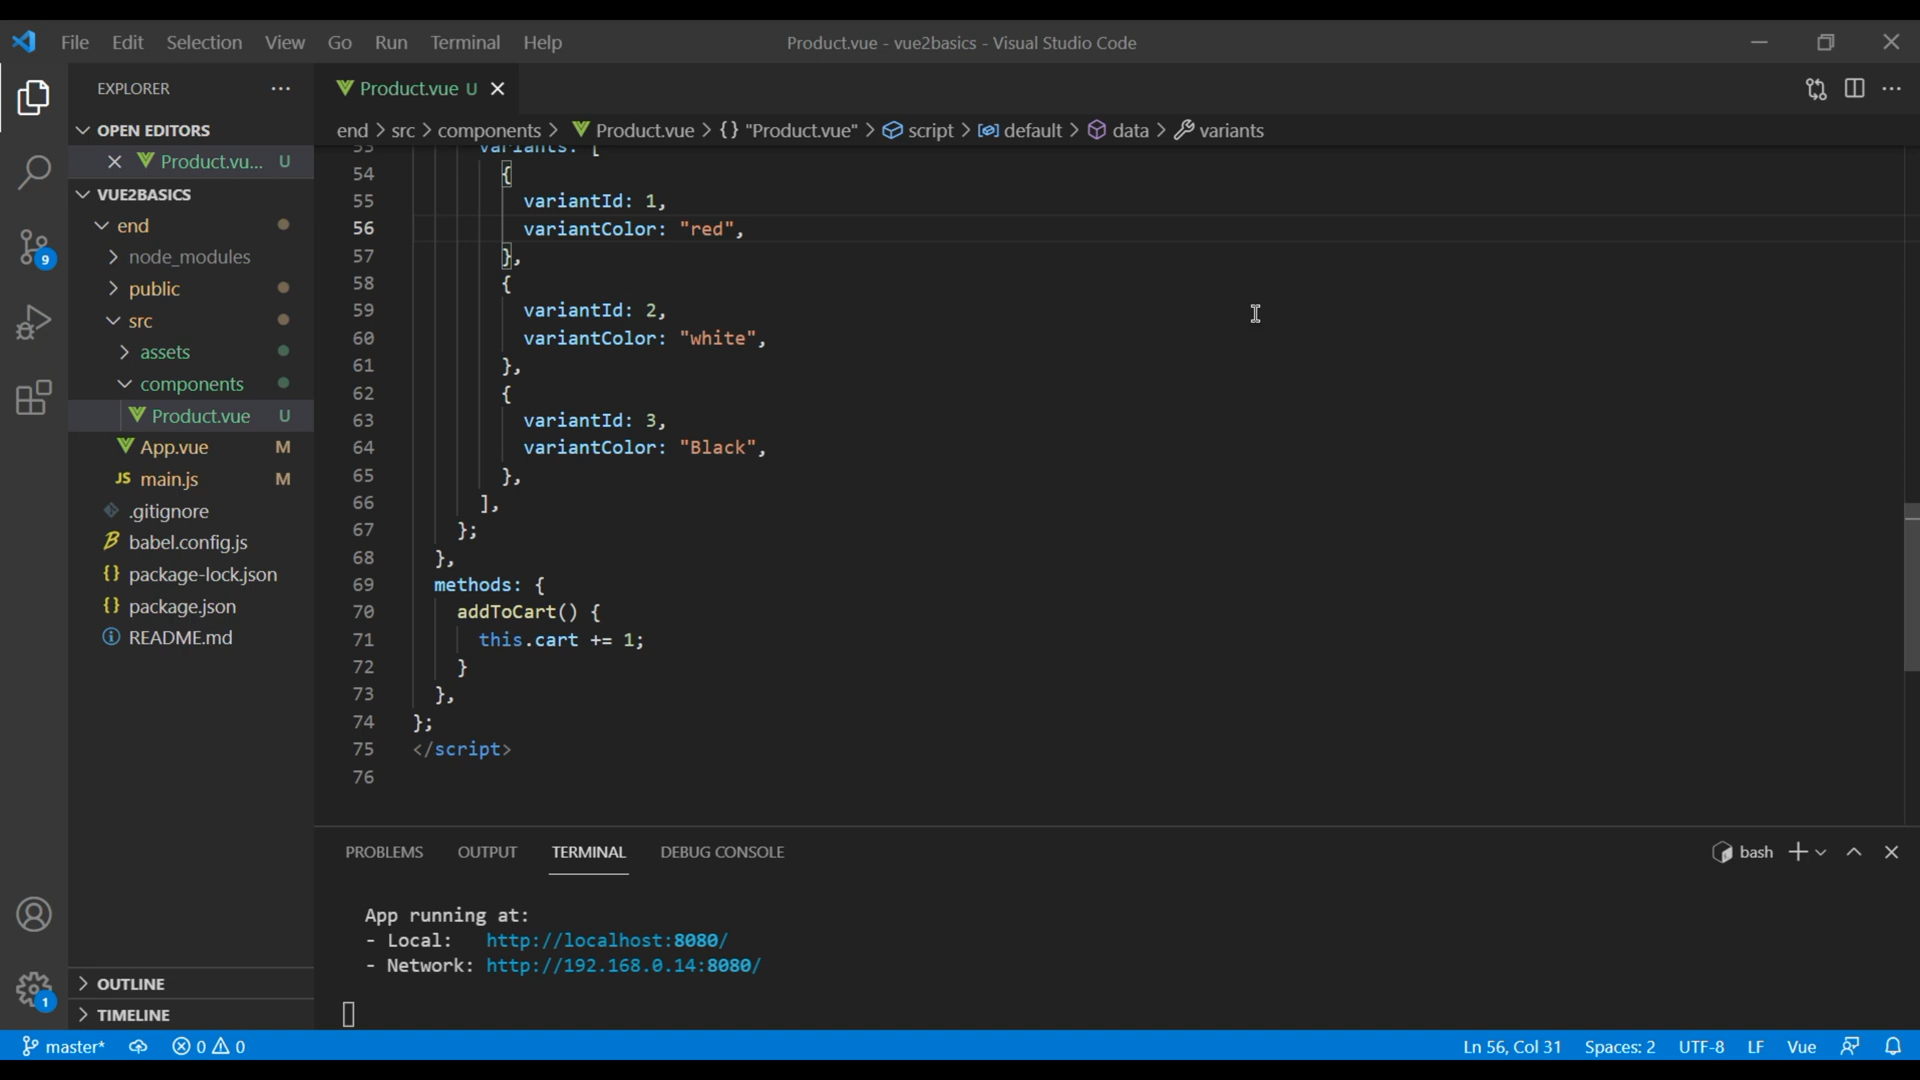 File Edit Selection View Go Run Terminal Help
Product.vue - vue2basics - Visual Studio Code
EXPLORER
OPEN EDITORS
Product.vu... U
VUE2BASICS
end
node_modules
public
src
assets
components
Product.vue U
App.vue M
JS main.js M
.gitignore
babel.config.js
{} package-lock.json
{} package.json
README.md
OUTLINE
TIMELINE
9
1
Product.vue U
end > src > components > Product.vue > {} "Product.vue" > script > default > data > variants
53 variants: [
54 {
55 variantId: 1,
56 variantColor: "red",
57 },
58 {
59 variantId: 2,
60 variantColor: "white",
61 },
62 {
63 variantId: 3,
64 variantColor: "Black",
65 },
66 ],
67 };
68 },
69 methods: {
70 addToCart() {
71 this.cart += 1;
72 }
73 },
74 };
75 </script>
76
PROBLEMS OUTPUT TERMINAL DEBUG CONSOLE
bash
App running at:
- Local: http://localhost:8080/
- Network: http://192.168.0.14:8080/
master* 0 0
Ln 56, Col 31 Spaces: 2 UTF-8 LF Vue